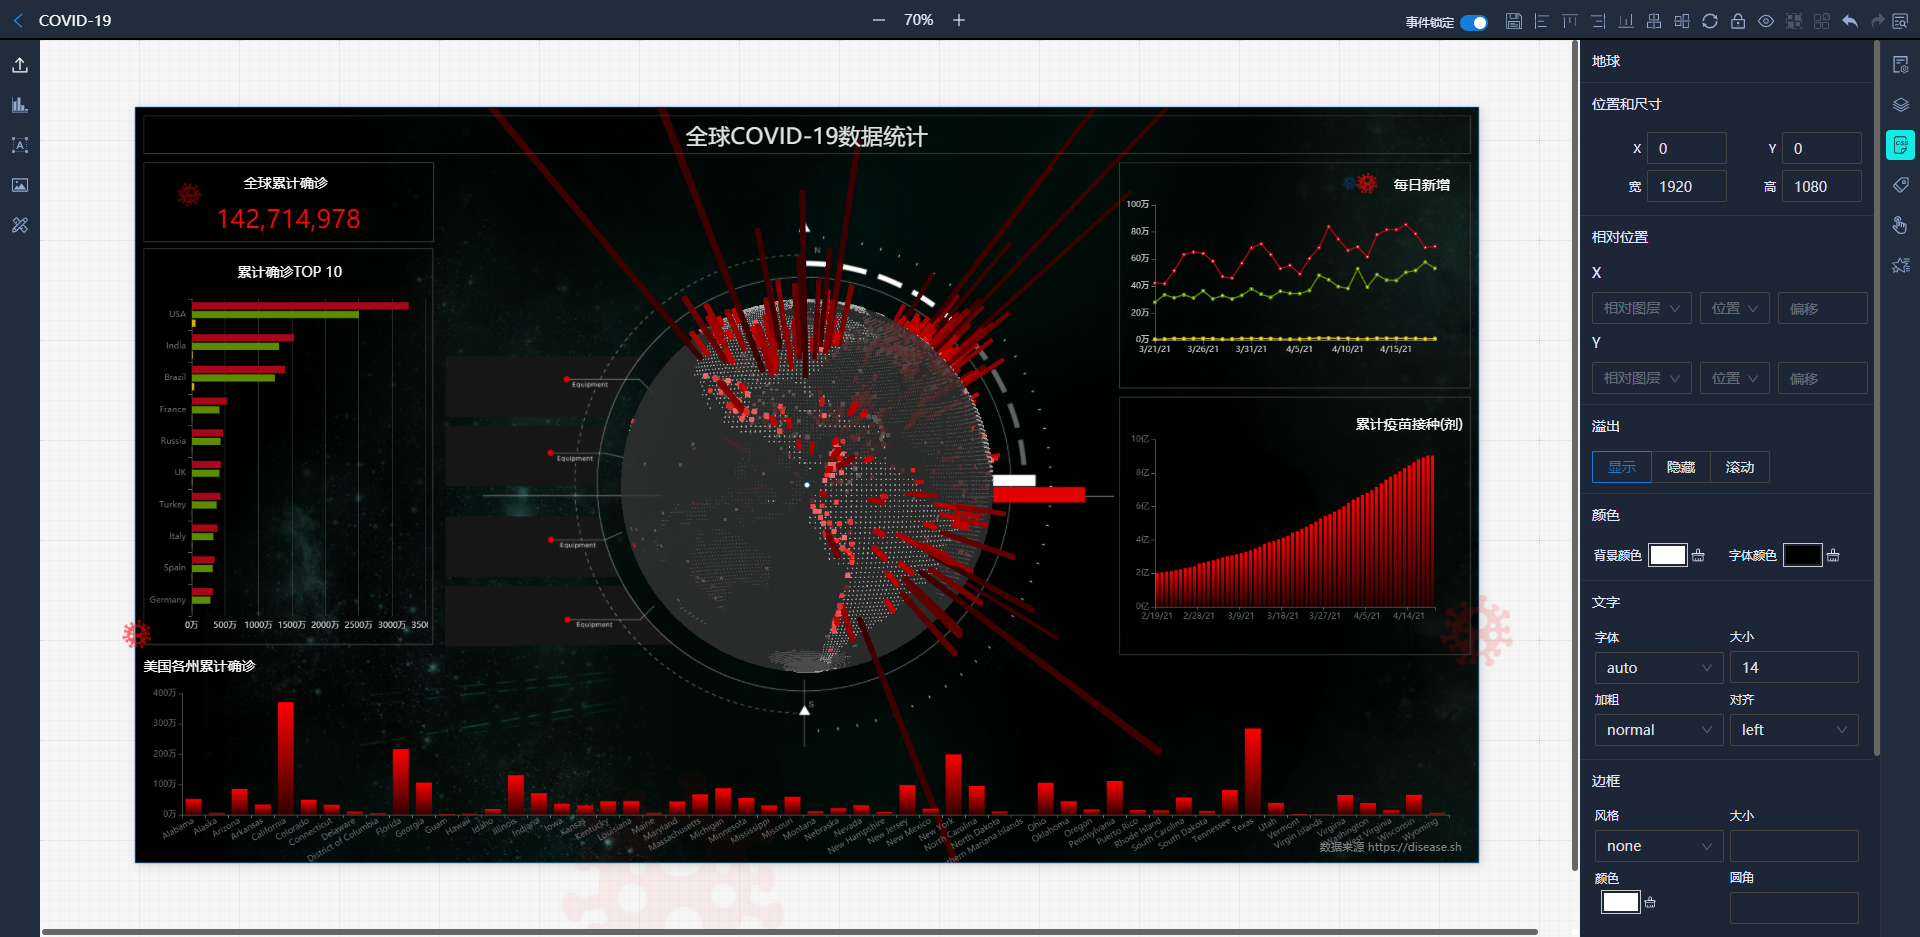 COVID-19
70%
事件锁定
全球COVID-19数据统计
全球累计确诊
142,714,978
累计确诊TOP 10
USA
India
Brazil
France
Russia
UK
Turkey
Italy
Spain
Germany
0万 500万 1000万 1500万 2000万 2500万 3000万 350
N
Equipment
Equipment
Equipment
Equipment
S
每日新增
100万
80万
60万
40万
20万
0万
3/21/21 3/26/21 3/31/21 4/5/21 4/10/21 4/15/21
累计疫苗接种(剂)
10亿
8亿
6亿
4亿
2亿
0亿
2/19/21 2/28/21 3/9/21 3/18/21 3/27/21 4/5/21 4/14/21
美国各州累计确诊
400万
300万
200万
100万
0万
Alabama Alaska Arizona Arkansas California Colorado Connecticut Delaware District of Columbia Florida Georgia Guam Hawaii Idaho Illinois Indiana Iowa Kansas Kentucky Louisiana Maine Maryland Massachusetts Michigan Minnesota Mississippi Missouri Montana Nebraska Nevada New Hampshire New Jersey New Mexico New York North Carolina North Dakota thern Mariana Islands Ohio Oklahoma Oregon Pennsylvania Puerto Rico Rhode Island South Carolina South Dakota Tennessee Texas Utah Vermont Virgin Islands Virginia Washington West Virginia Wisconsin Wyoming
数据来源 https://disease.sh
地球
位置和尺寸
X 0 Y 0
宽 1920 高 1080
相对位置
X
相对图层 位置 偏移
Y
相对图层 位置 偏移
溢出
显示 隐藏 滚动
颜色
背景颜色 字体颜色
文字
字体 大小
auto 14
加粗 对齐
normal left
边框
风格 大小
none
颜色 圆角
CSS